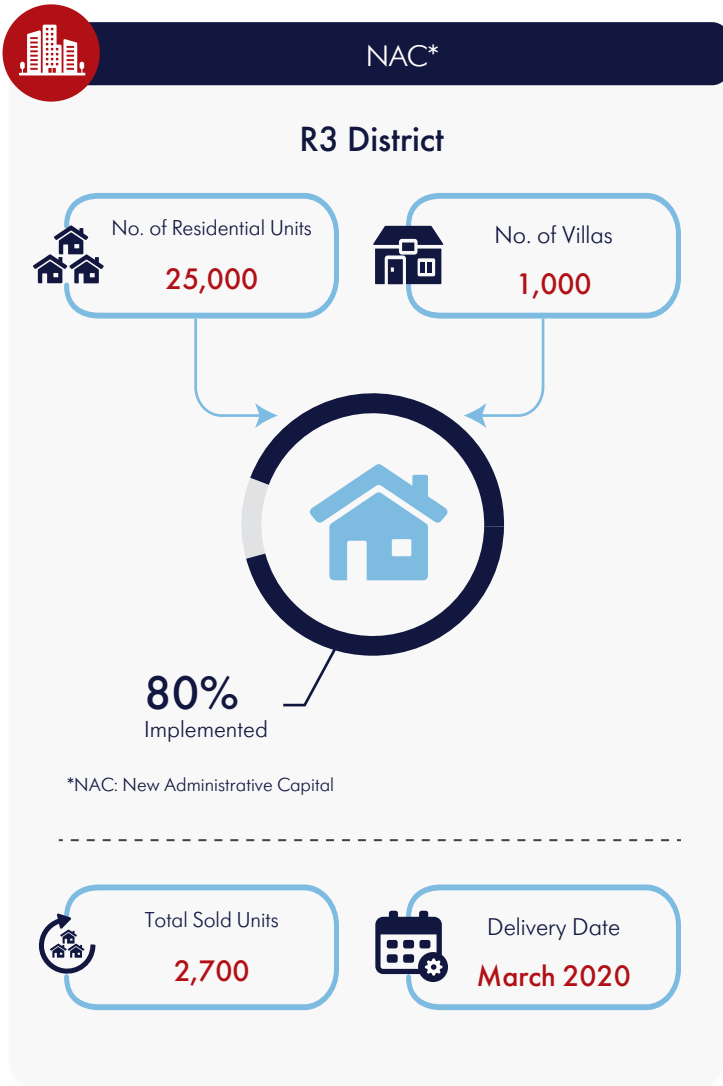 NAC*
R3 District
No. of Residential Units
25,000
No. of Villas
1,000
80%
Implemented
*NAC: New Administrative Capital
Total Sold Units
2,700
Delivery Date
March 2020